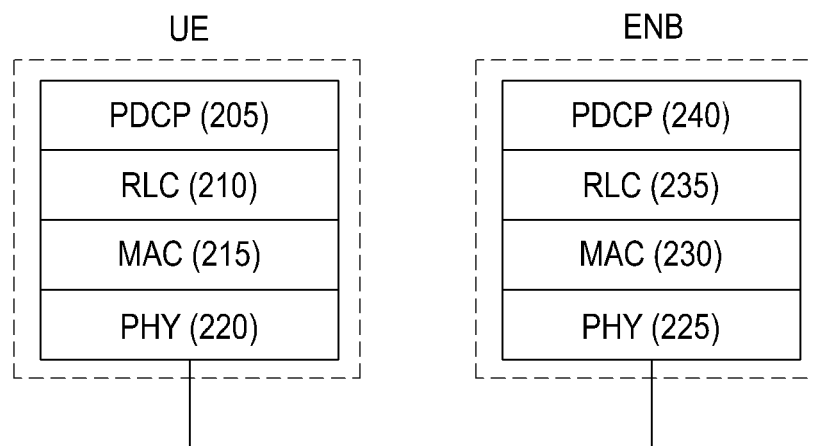 UE
PDCP (205)
RLC (210)
MAC (215)
PHY (220)
ENB
PDCP (240)
RLC (235)
MAC (230)
PHY (225)